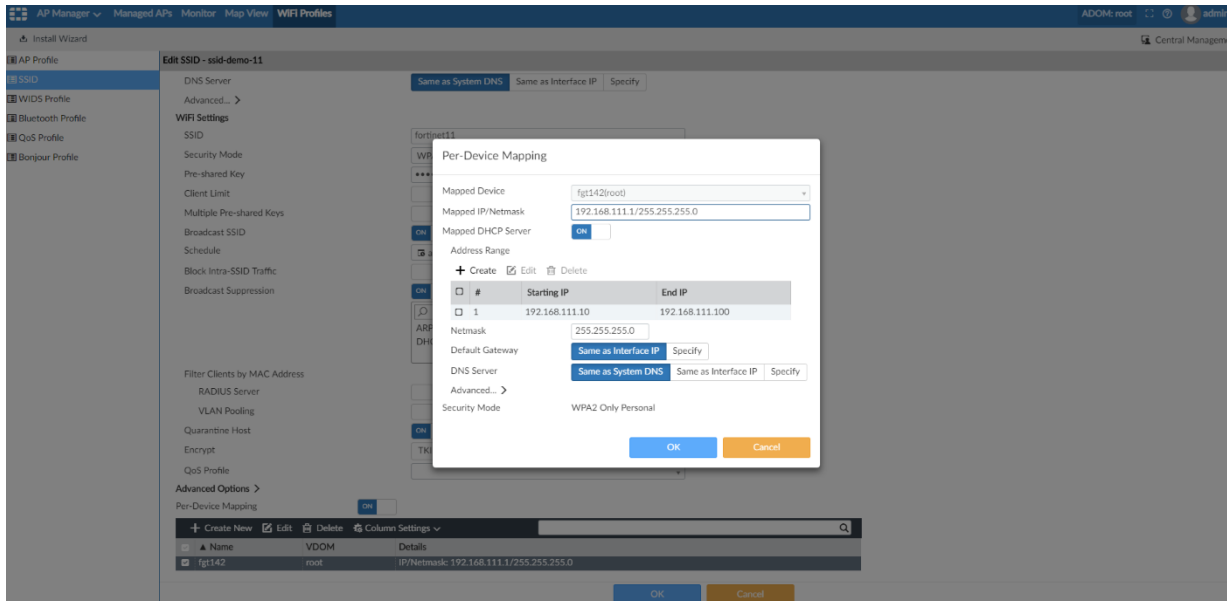 AP Manager Managed APs Monitor Map View WiFi Profiles ADOM: root admin
Install Wizard Central Managem
AP Profile
SSID
WIDS Profile
Bluetooth Profile
QoS Profile
Bonjour Profile
Edit SSID - ssid-demo-11
DNS Server Same as System DNS Same as Interface IP Specify
Advanced... >
WiFi Settings
SSID fortinet11
Security Mode WP
Pre-shared Key
Client Limit
Multiple Pre-shared Keys
Broadcast SSID ON
Schedule a
Block Intra-SSID Traffic
Broadcast Suppression ON
ARP
DHC
Filter Clients by MAC Address
RADIUS Server
VLAN Pooling
Quarantine Host ON
Encrypt TKI
QoS Profile
Advanced Options >
Per-Device Mapping ON
+ Create New Edit Delete Column Settings
▲ Name VDOM Details
fgt142 root IP/Netmask: 192.168.111.1/255.255.255.0
OK Cancel
Per-Device Mapping
Mapped Device fgt142(root)
Mapped IP/Netmask 192.168.111.1/255.255.255.0
Mapped DHCP Server ON
Address Range
+ Create Edit Delete
# Starting IP End IP
1 192.168.111.10 192.168.111.100
Netmask 255.255.255.0
Default Gateway Same as Interface IP Specify
DNS Server Same as System DNS Same as Interface IP Specify
Advanced... >
Security Mode WPA2 Only Personal
OK Cancel